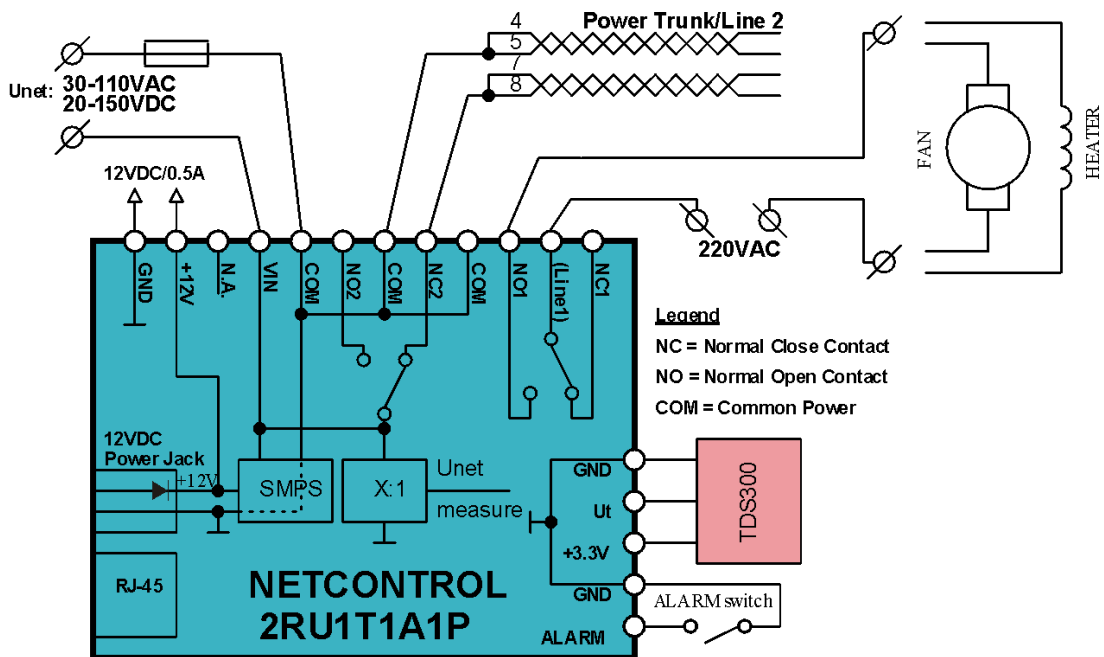 4
Power Trunk/Line 2
5
7
8
Unet: 30-110VAC
20-150VDC
12VDC/0.5A
220VAC
FAN
HEATER
GND
+12V
N.A.
VIN
COM
NO2
COM
NC2
COM
NO1
(Line1)
NC1
Legend
NC = Normal Close Contact
NO = Normal Open Contact
COM = Common Power
12VDC
Power Jack
+12V
SMPS
X:1
Unet
measure
GND
Ut
+3.3V
GND
ALARM
TDS300
ALARM switch
RJ-45
NETCONTROL
2RU1T1A1P